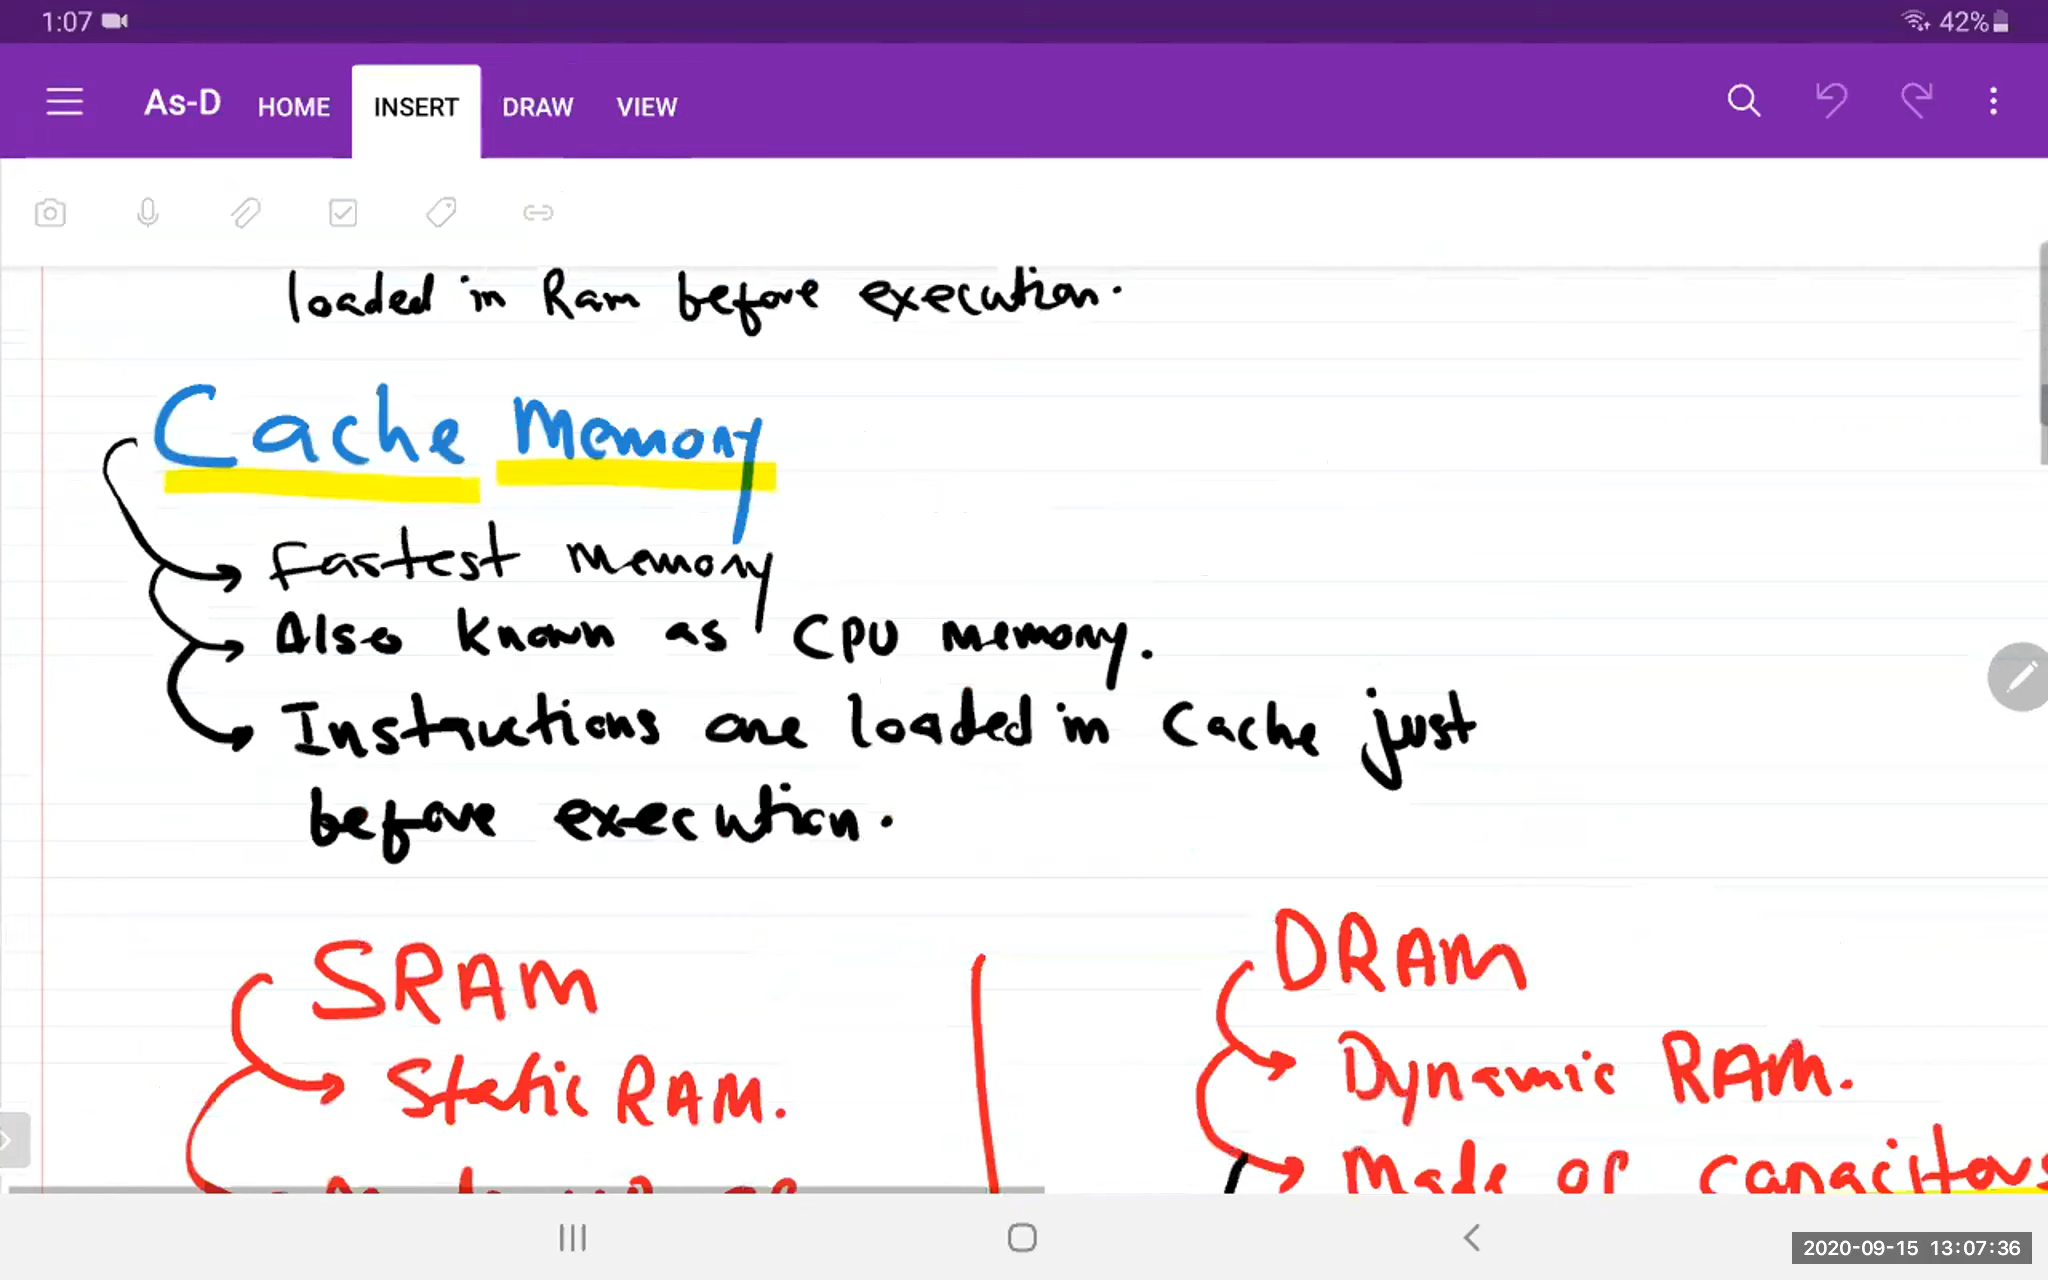 1:07 42%
As-D HOME INSERT DRAW VIEW
loaded in Ram before execution.
Cache Memory
Fastest memory
Also known as CPU memory.
Instructions are loaded in Cache just
before execution.
SRAM
DRAM
Static RAM.
Dynamic RAM.
Made of capacitors
2020-09-15 13:07:36